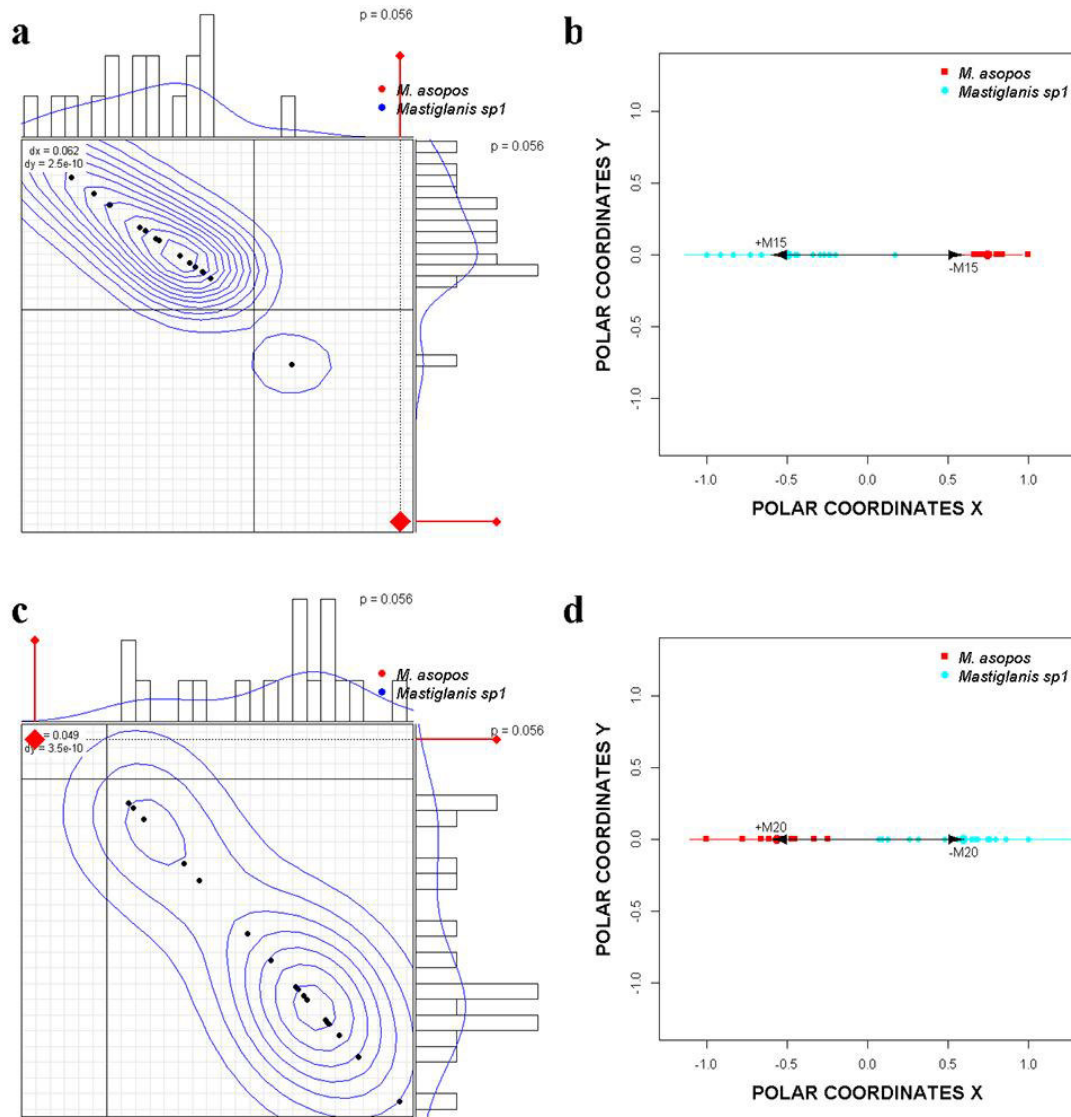 a
p = 0.056
M. asopos
Mastiglanis sp1
dx = 0.062
dy = 2.5e-10
p = 0.056
b
M. asopos
Mastiglanis sp1
+M15
-M15
POLAR COORDINATES Y
-1.0
-0.5
0.0
0.5
1.0
-1.0
-0.5
0.0
0.5
1.0
POLAR COORDINATES X
c
p = 0.056
M. asopos
Mastiglanis sp1
= 0.049
dy = 3.5e-10
p = 0.056
d
M. asopos
Mastiglanis sp1
+M20
-M20
POLAR COORDINATES Y
-1.0
-0.5
0.0
0.5
1.0
-1.0
-0.5
0.0
0.5
1.0
POLAR COORDINATES X